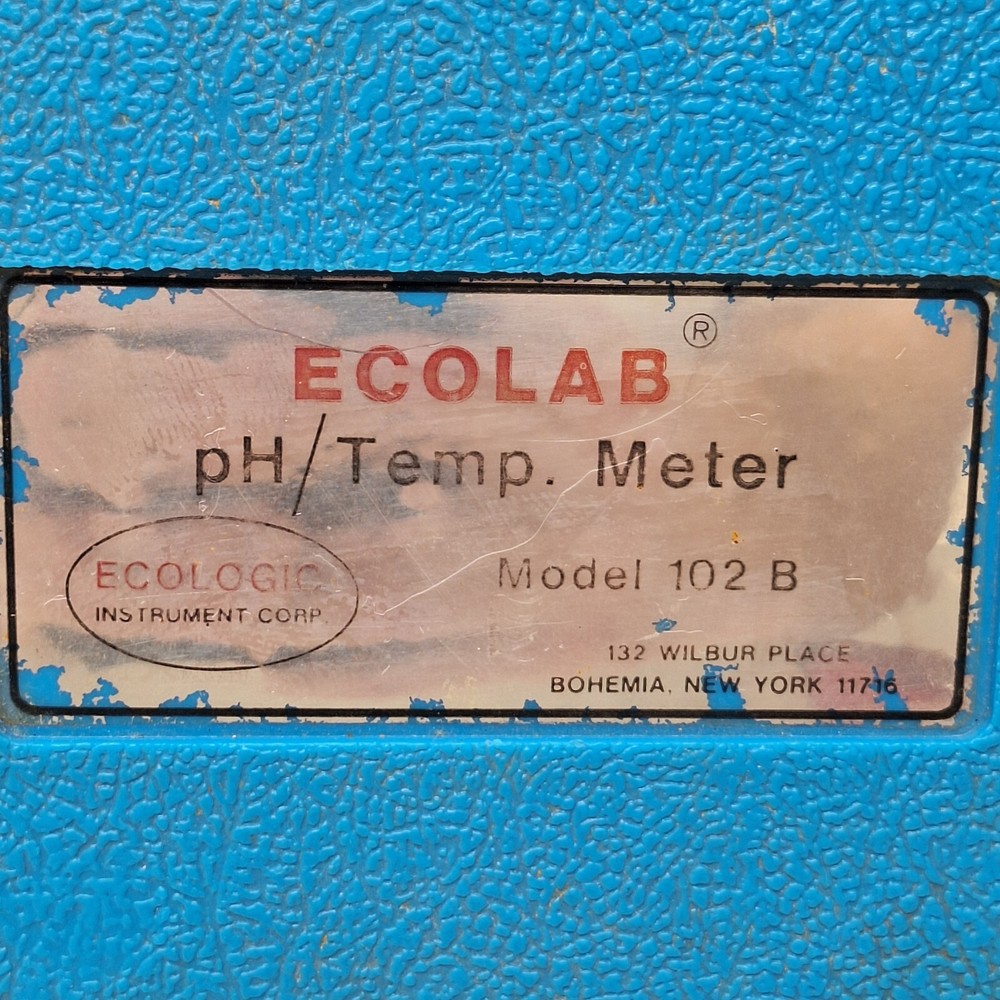 ECOLAB®
pH/Temp. Meter
Model 102 B
ECOLOGIC
INSTRUMENT CORP.
132 WILBUR PLACE
BOHEMIA, NEW YORK 11716